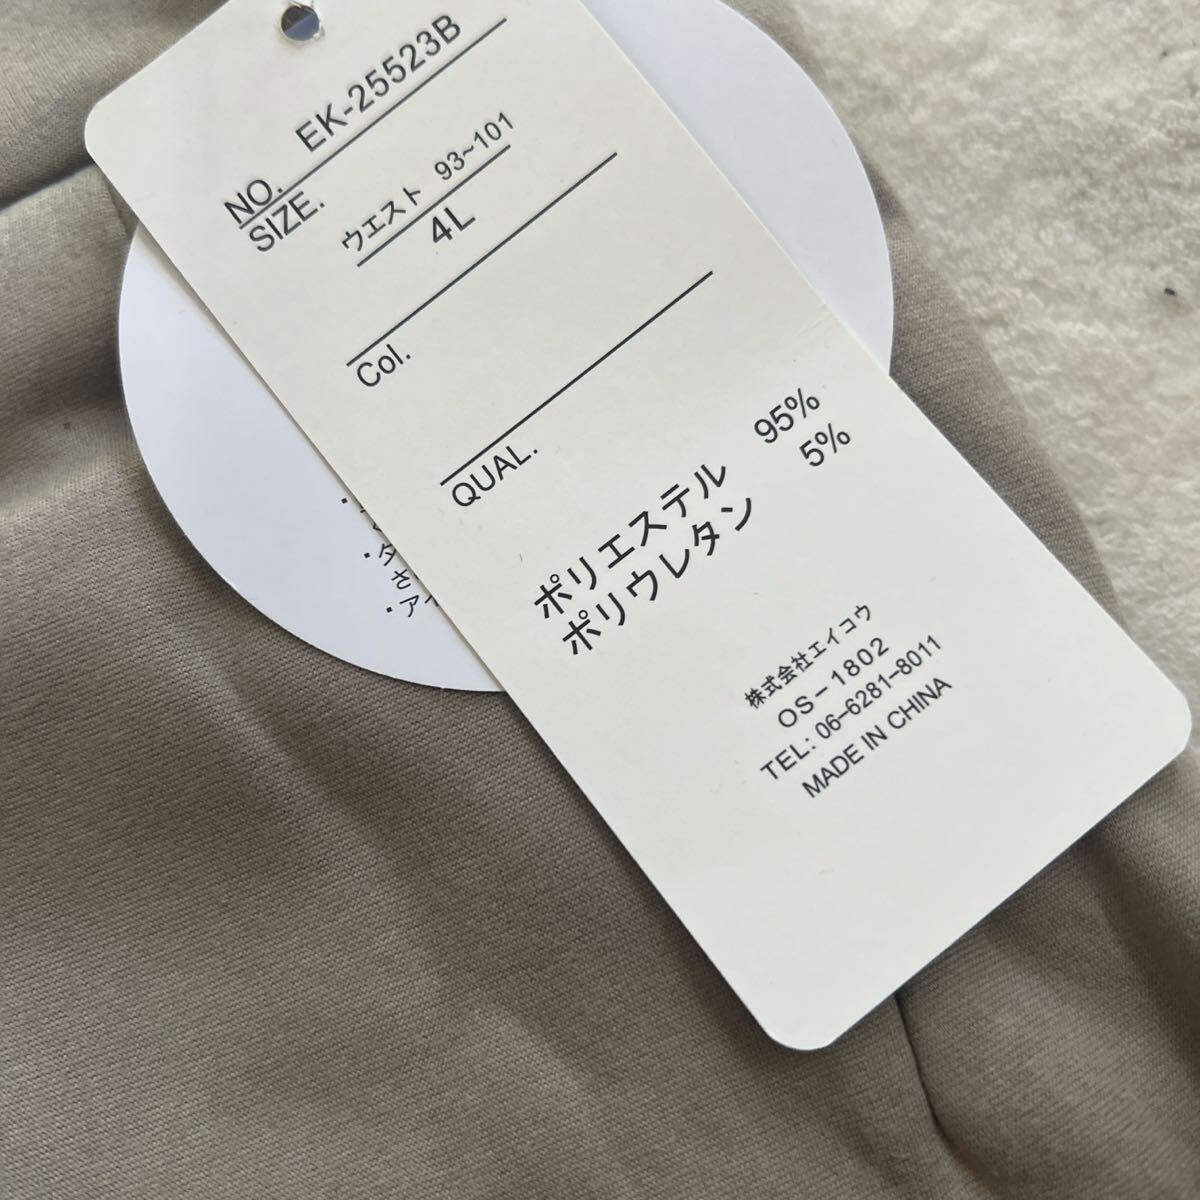 NO. EK-25523B
SIZE. ウエスト 93~101
4L
Col.
QUAL.
ポリエステル 95%
ポリウレタン 5%
株式会社エイコウ
OS-1802
TEL: 06-6281-8011
MADE IN CHINA
さ